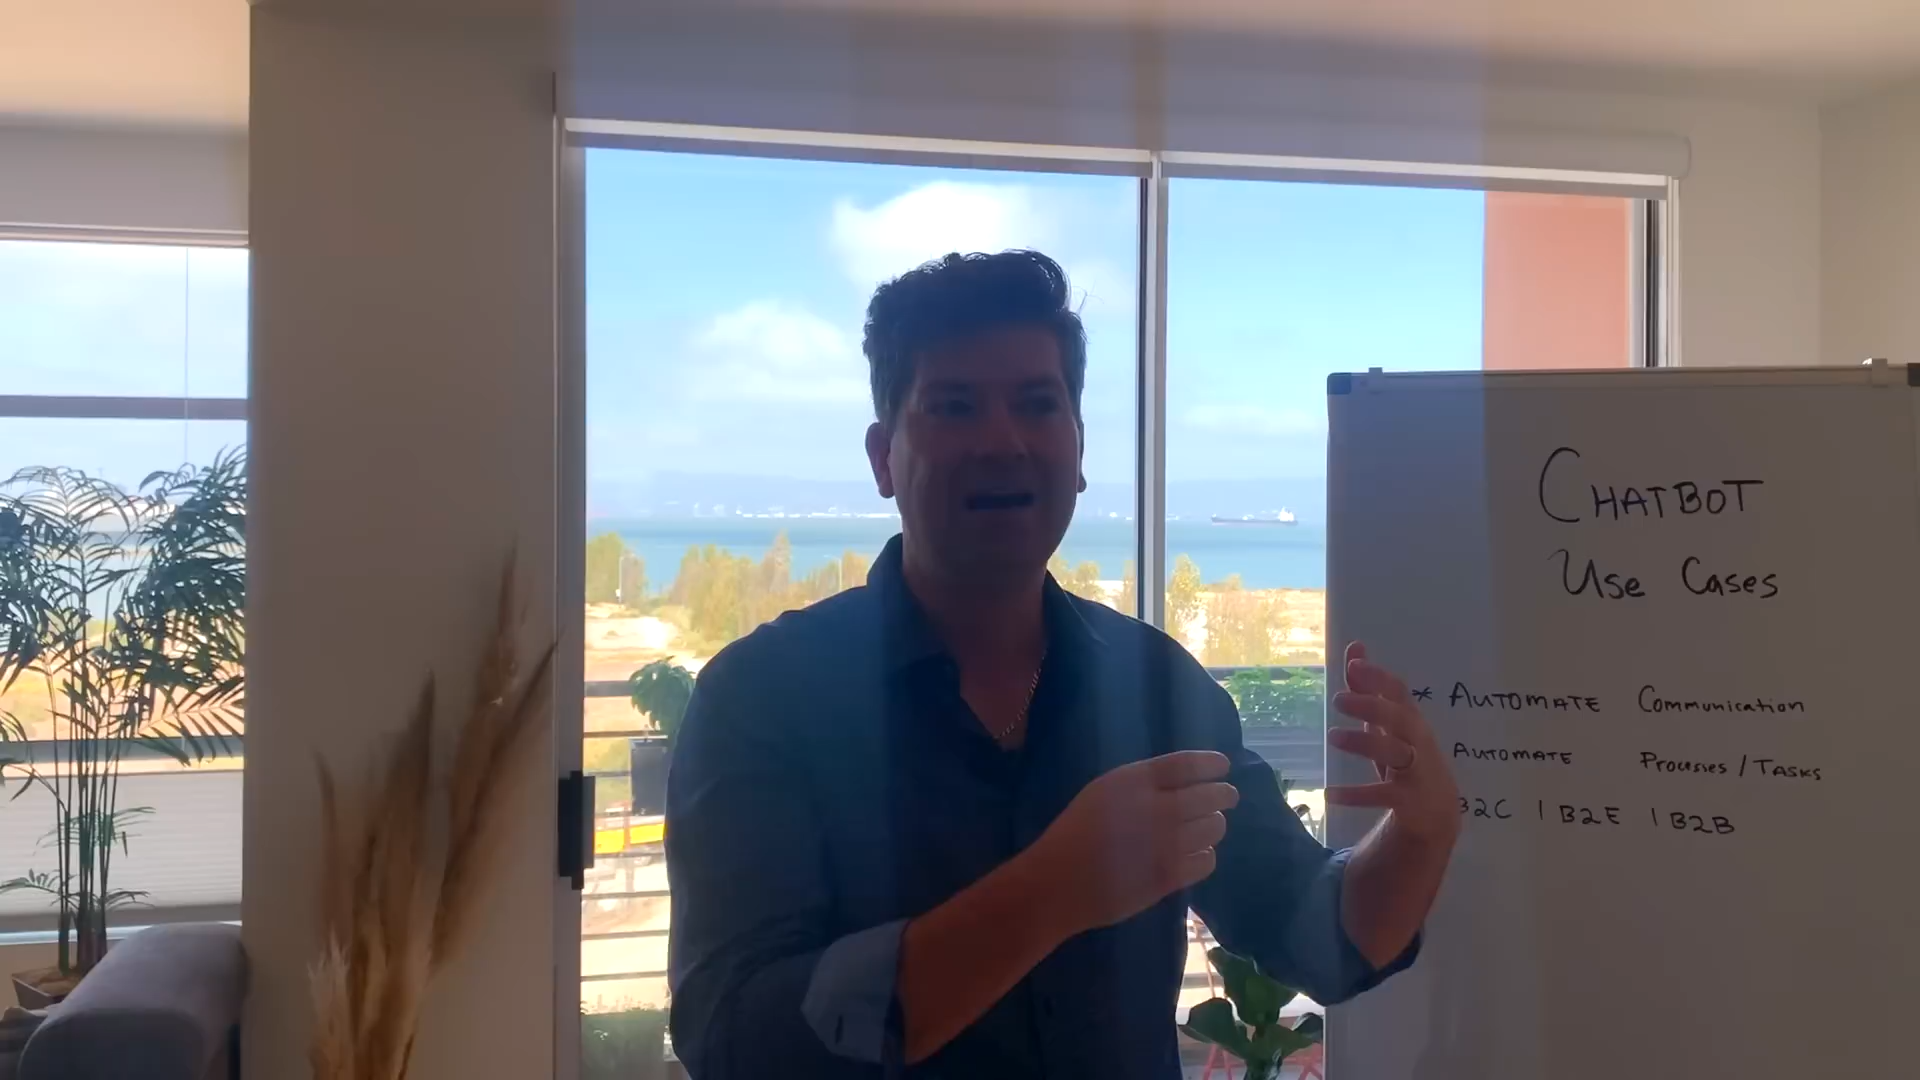 CHATBOT
Use Cases
* AUTOMATE Communication
AUTOMATE Processes / TASKS
B2C | B2E | B2B